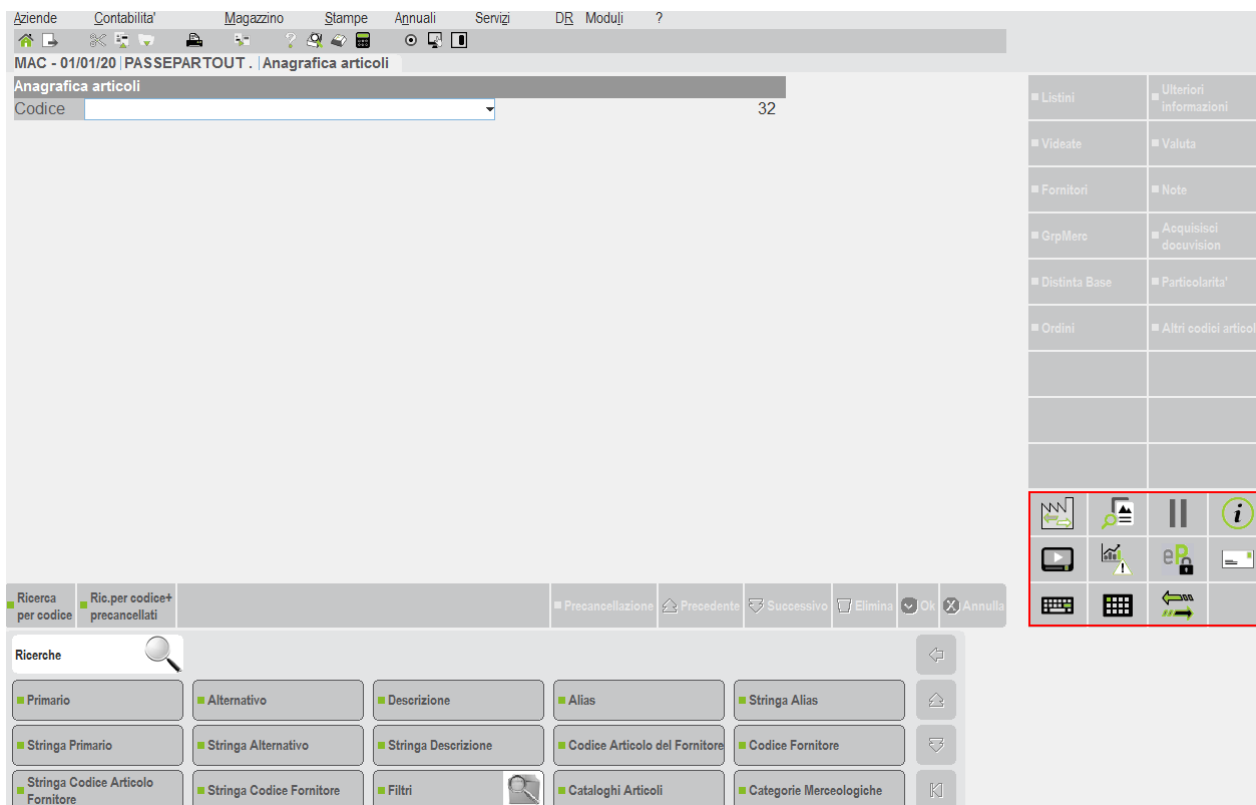 Aziende Contabilita' Magazzino Stampe Annuali Servizi DR Moduli ?
MAC - 01/01/20 | PASSEPARTOUT . | Anagrafica articoli
Anagrafica articoli
Codice 32
Listini
Ulteriori
informazioni
Videate
Valuta
Fornitori
Note
GrpMerc
Acquisisci
docuvision
Distinta Base
Particolarita'
Ordini
Altri codici articol
i
eP
Ricerca
per codice
Ric.per codice+
precancellati
Precancellazione
Precedente
Successivo
Elimina
Ok
Annulla
Ricerche
Primario
Alternativo
Descrizione
Alias
Stringa Alias
Stringa Primario
Stringa Alternativo
Stringa Descrizione
Codice Articolo del Fornitore
Codice Fornitore
Stringa Codice Articolo
Fornitore
Stringa Codice Fornitore
Filtri
Cataloghi Articoli
Categorie Merceologiche